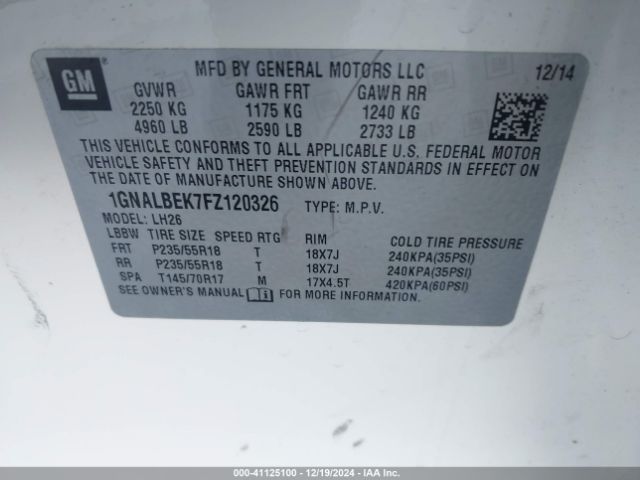 GM
MFD BY GENERAL MOTORS LLC 12/14
GVWR GAWR FRT GAWR RR
2250 KG 1175 KG 1240 KG
4960 LB 2590 LB 2733 LB
THIS VEHICLE CONFORMS TO ALL APPLICABLE U.S. FEDERAL MOTOR
VEHICLE SAFETY AND THEFT PREVENTION STANDARDS IN EFFECT ON
THE DATE OF MANUFACTURE SHOWN ABOVE.
1GNALBEK7FZ120326 TYPE: M.P.V.
MODEL: LH26
LBBW TIRE SIZE SPEED RTG RIM COLD TIRE PRESSURE
FRT P235/55R18 T 18X7J 240KPA(35PSI)
RR P235/55R18 T 18X7J 240KPA(35PSI)
SPA T145/70R17 M 17X4.5T 420KPA(60PSI)
SEE OWNER'S MANUAL FOR MORE INFORMATION.
000-41125100 - 12/19/2024 - IAA Inc.